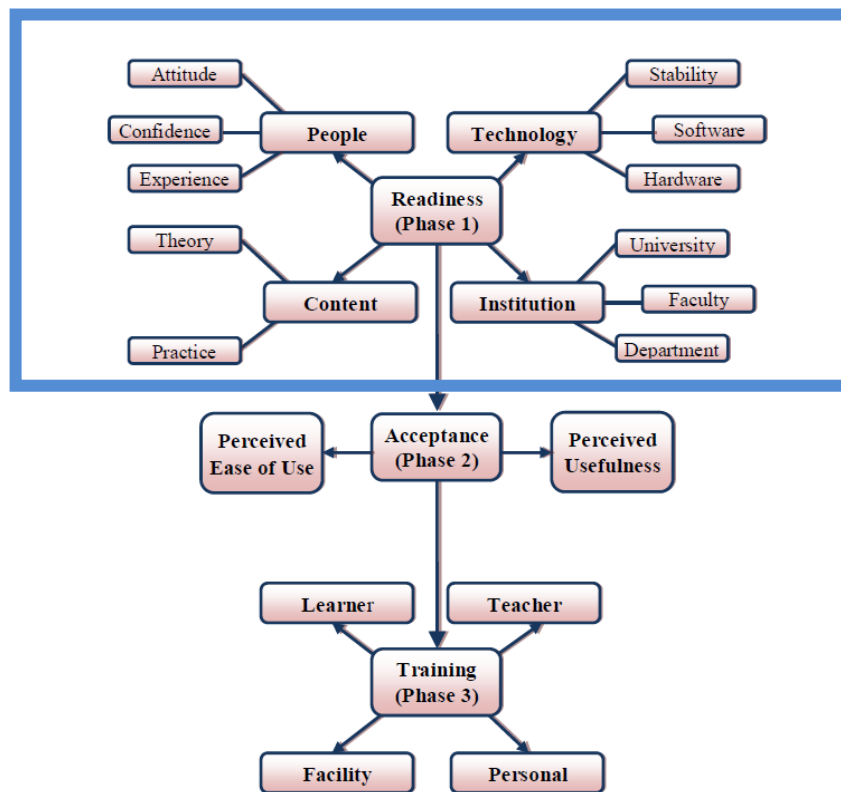 Attitude
Stability
People
Technology
Confidence
Software
Experience
Hardware
Readiness
(Phase 1)
Theory
University
Content
Institution
Faculty
Practice
Department
Perceived
Ease of Use
Acceptance
(Phase 2)
Perceived
Usefulness
Learner
Teacher
Training
(Phase 3)
Facility
Personal